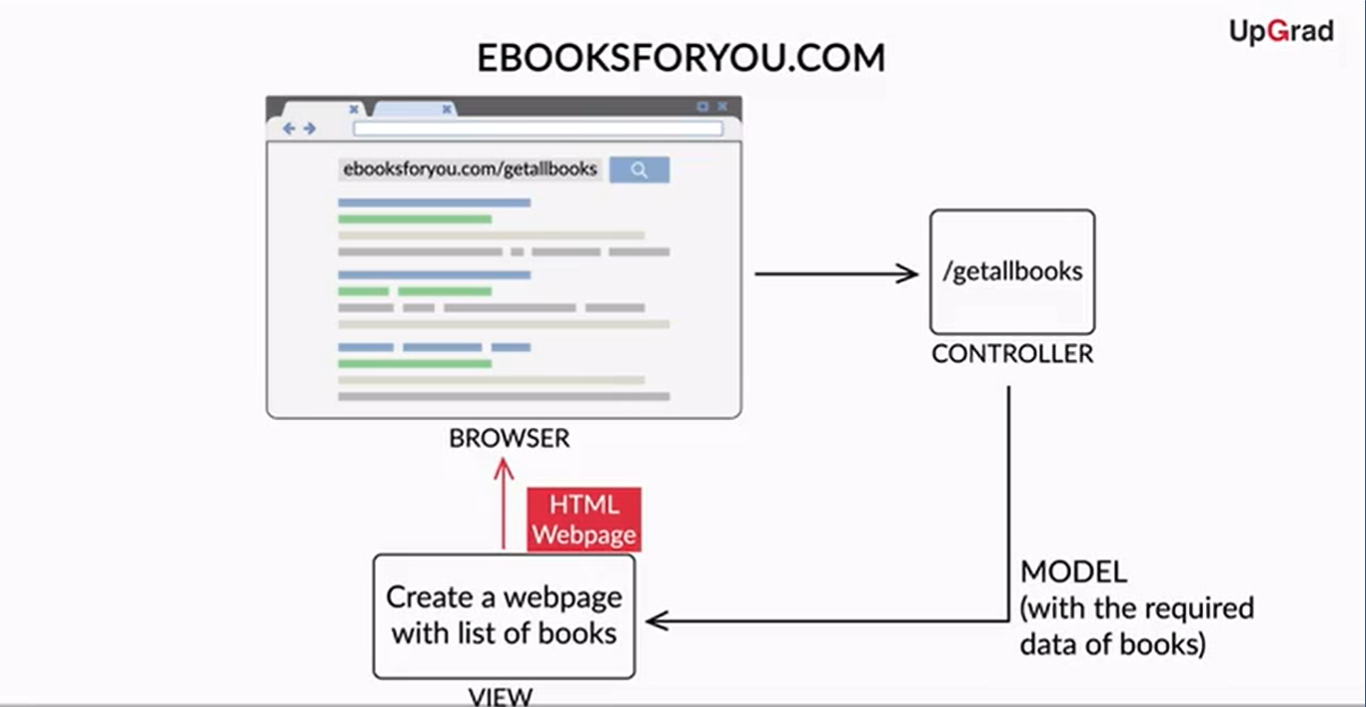 UpGrad
EBOOKSFORYOU.COM
ebooksforyou.com/getallbooks
/getallbooks
CONTROLLER
BROWSER
HTML
Webpage
Create a webpage
with list of books
VIEW
MODEL
(with the required
data of books)